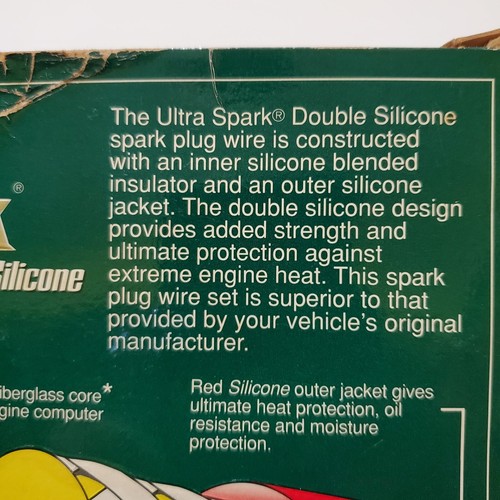 The Ultra Spark® Double Silicone
spark plug wire is constructed
with an inner silicone blended
insulator and an outer silicone
jacket. The double silicone design
provides added strength and
ultimate protection against
extreme engine heat. This spark
plug wire set is superior to that
provided by your vehicle's original
manufacturer.
®
Silicone
iberglass core*
gine computer
Red Silicone outer jacket gives
ultimate heat protection, oil
resistance and moisture
protection.